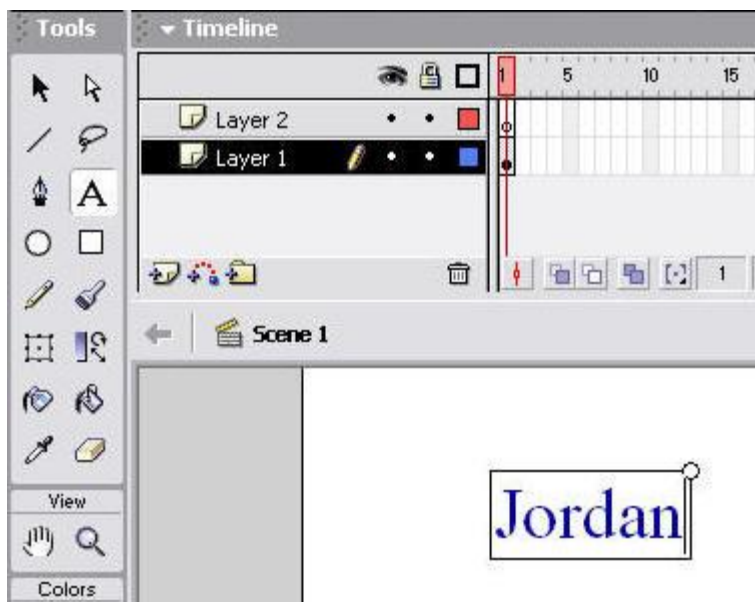 Tools
Timeline
1 5 10 15
Layer 2
Layer 1
A
1
Scene 1
Jordan
View
Colors